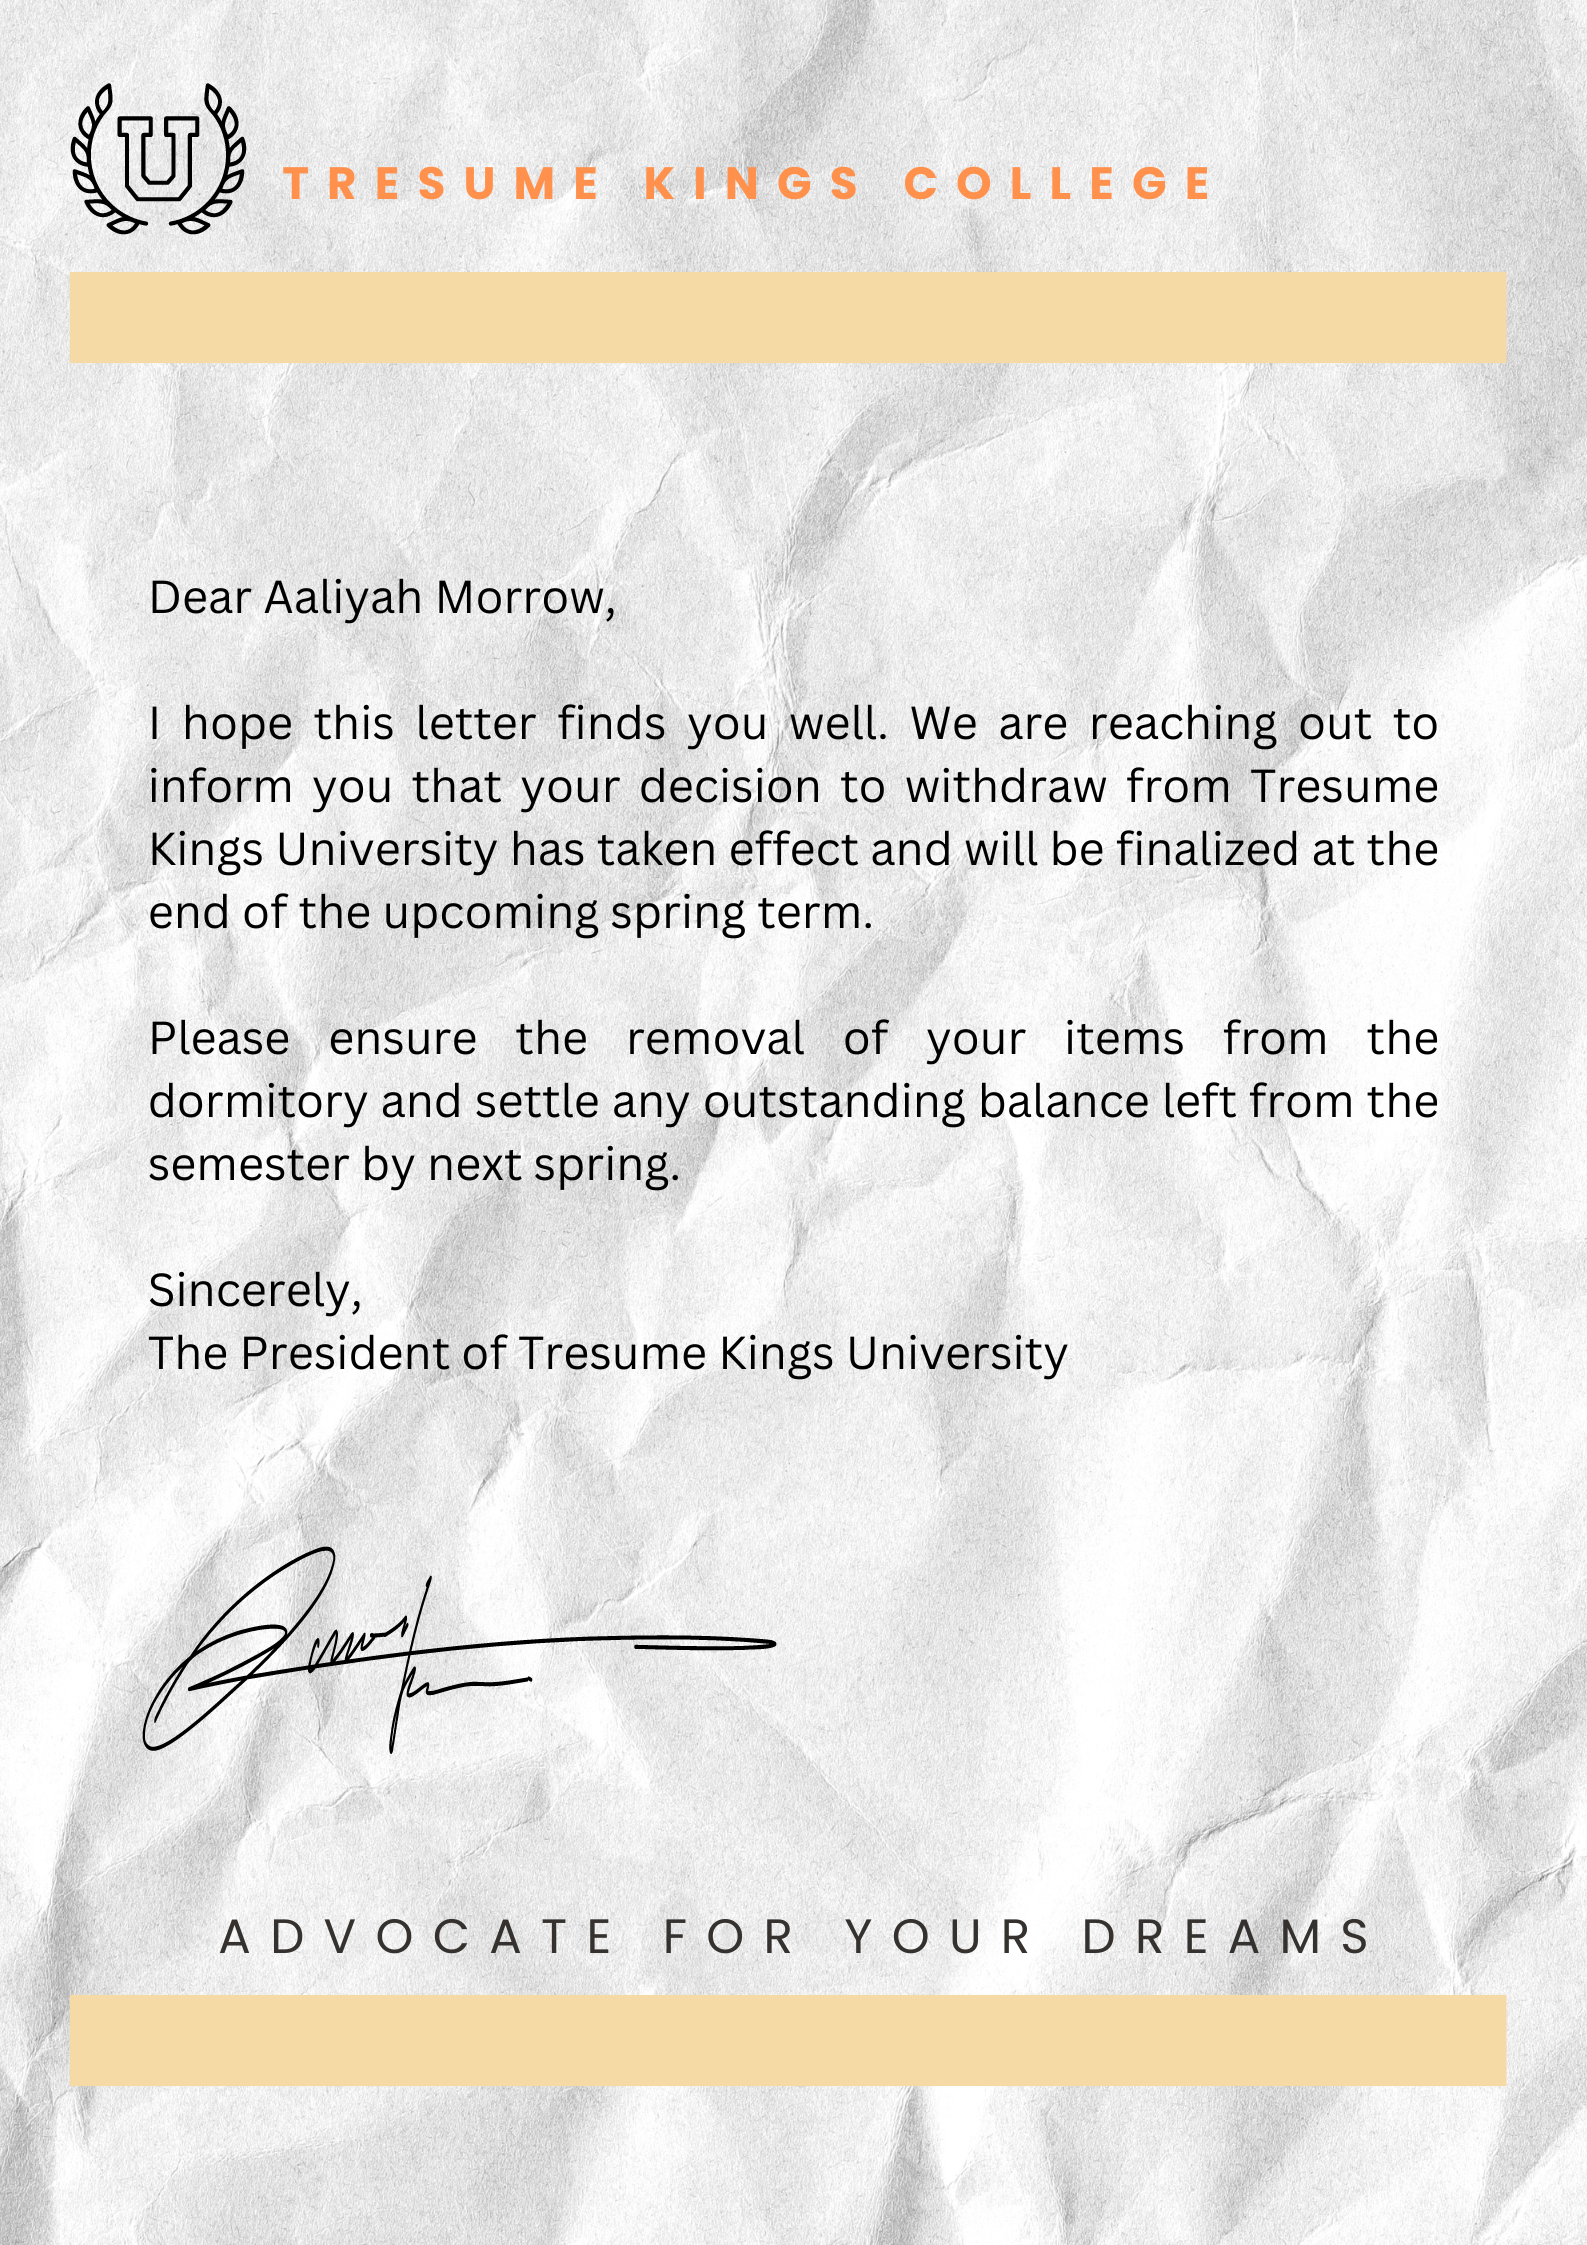 U
TRESUME KINGS COLLEGE
Dear Aaliyah Morrow,
I hope this letter finds you well. We are reaching out to
inform you that your decision to withdraw from Tresume
Kings University has taken effect and will be finalized at the
end of the upcoming spring term.
Please ensure the removal of your items from the
dormitory and settle any outstanding balance left from the
semester by next spring.
Sincerely,
The President of Tresume Kings University
ADVOCATE FOR YOUR DREAMS